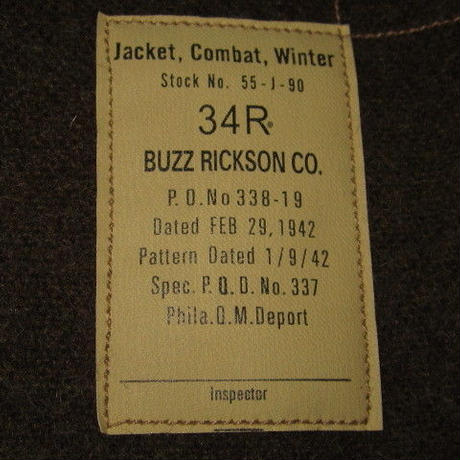 Jacket, Combat, Winter
Stock No. 55-J-90
34R
BUZZ RICKSON CO.
P.O.No 338-19
Dated FEB 29, 1942
Pattern Dated 1/9/42
Spec. P.Q.D. No. 337
Phila.Q.M.Deport
Inspector